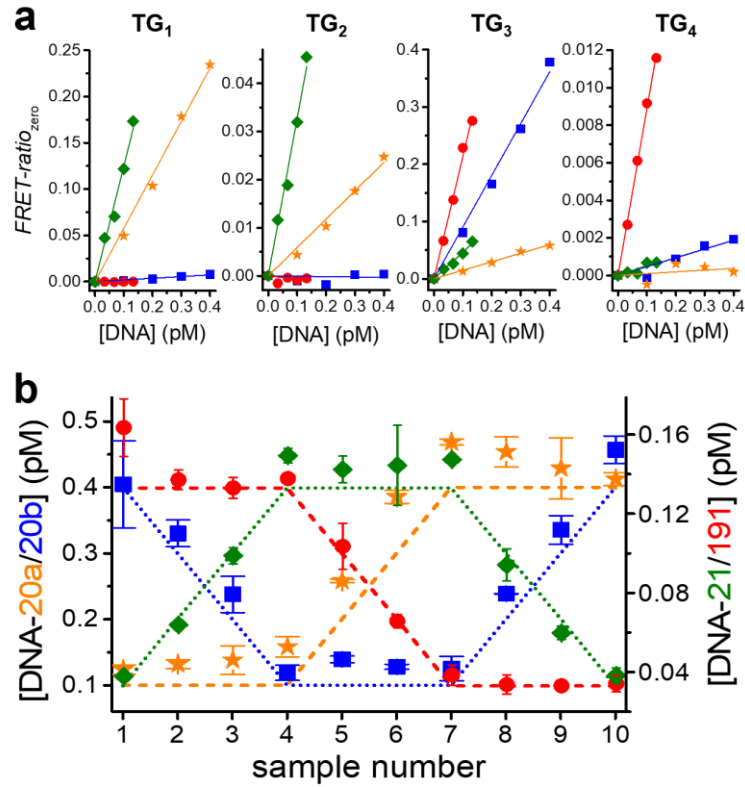 a
TG₁ TG₂ TG₃ TG₄
FRET-ratio_zero
0.25 0.20 0.15 0.10 0.05 0.00
0.04 0.03 0.02 0.01 0.00
0.4 0.3 0.2 0.1 0.0
0.012 0.010 0.008 0.006 0.004 0.002 0.000
0.0 0.1 0.2 0.3 0.4 0.0 0.1 0.2 0.3 0.4 0.0 0.1 0.2 0.3 0.4 0.0 0.1 0.2 0.3 0.4
[DNA] (pM) [DNA] (pM) [DNA] (pM) [DNA] (pM)
b
[DNA-20a/20b] (pM)
0.5 0.4 0.3 0.2 0.1
0.16 0.12 0.08 0.04
[DNA-21/191] (pM)
1 2 3 4 5 6 7 8 9 10
sample number